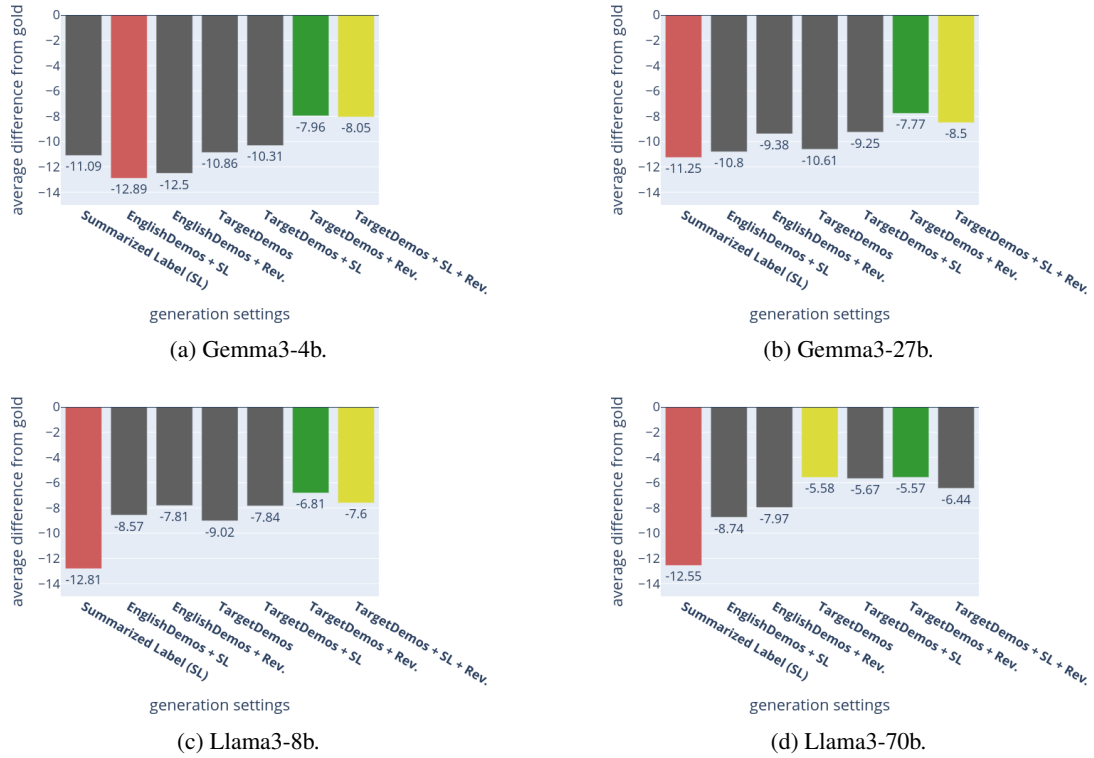 average difference from gold
0
−2
−4
−6
−8
−10
−12
−14
-11.09
-12.89
-12.5
-10.86
-10.31
-7.96
-8.05
Summarized Label (SL)
EnglishDemos + SL
EnglishDemos + Rev.
TargetDemos
TargetDemos + SL
TargetDemos + Rev.
TargetDemos + SL + Rev.
generation settings
(a) Gemma3-4b.
average difference from gold
0
−2
−4
−6
−8
−10
−12
−14
-11.25
-10.8
-9.38
-10.61
-9.25
-7.77
-8.5
Summarized Label (SL)
EnglishDemos + SL
EnglishDemos + Rev.
TargetDemos
TargetDemos + SL
TargetDemos + Rev.
TargetDemos + SL + Rev.
generation settings
(b) Gemma3-27b.
average difference from gold
0
−2
−4
−6
−8
−10
−12
−14
-12.81
-8.57
-7.81
-9.02
-7.84
-6.81
-7.6
Summarized Label (SL)
EnglishDemos + SL
EnglishDemos + Rev.
TargetDemos
TargetDemos + SL
TargetDemos + Rev.
TargetDemos + SL + Rev.
generation settings
(c) Llama3-8b.
average difference from gold
0
−2
−4
−6
−8
−10
−12
−14
-12.55
-8.74
-7.97
-5.58
-5.67
-5.57
-6.44
Summarized Label (SL)
EnglishDemos + SL
EnglishDemos + Rev.
TargetDemos
TargetDemos + SL
TargetDemos + Rev.
TargetDemos + SL + Rev.
generation settings
(d) Llama3-70b.